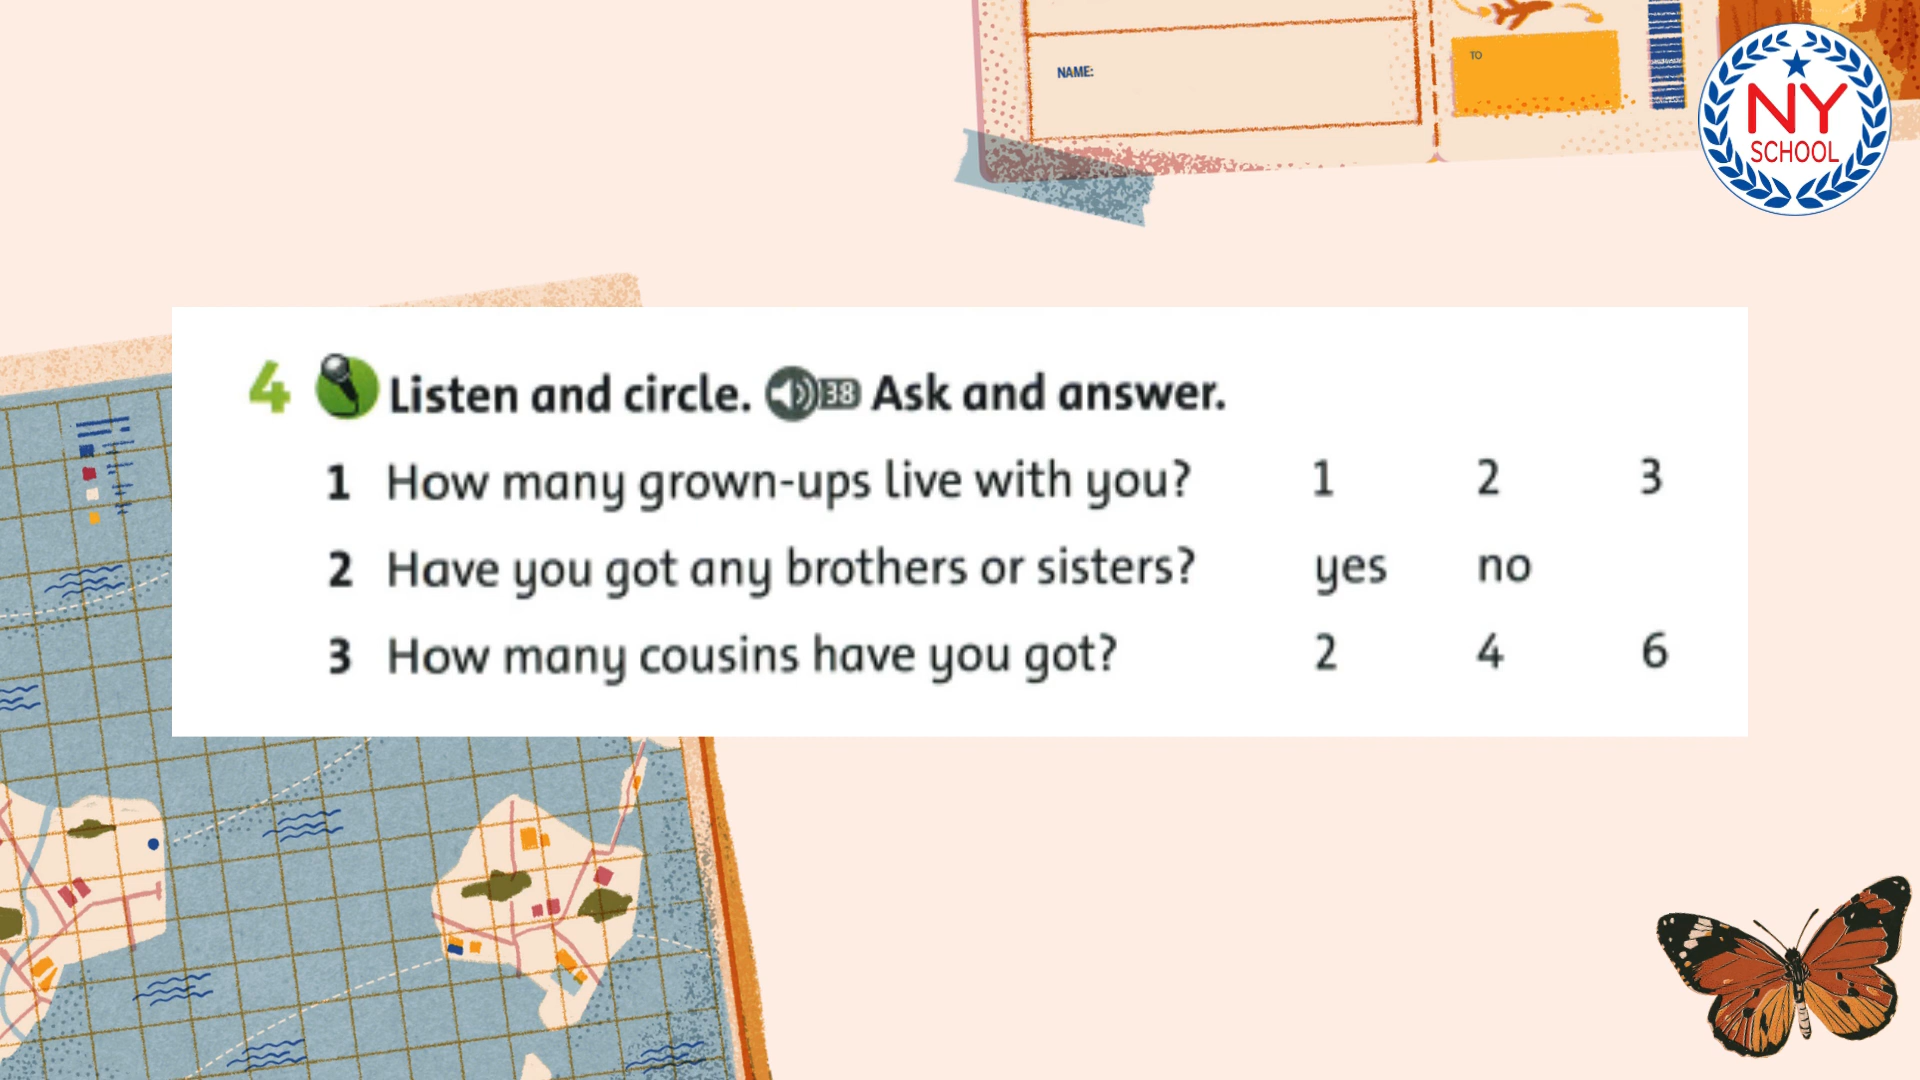 NAME:
TO
NY
SCHOOL
4 Listen and circle. 38 Ask and answer.
1 How many grown-ups live with you? 1 2 3
2 Have you got any brothers or sisters? yes no
3 How many cousins have you got? 2 4 6